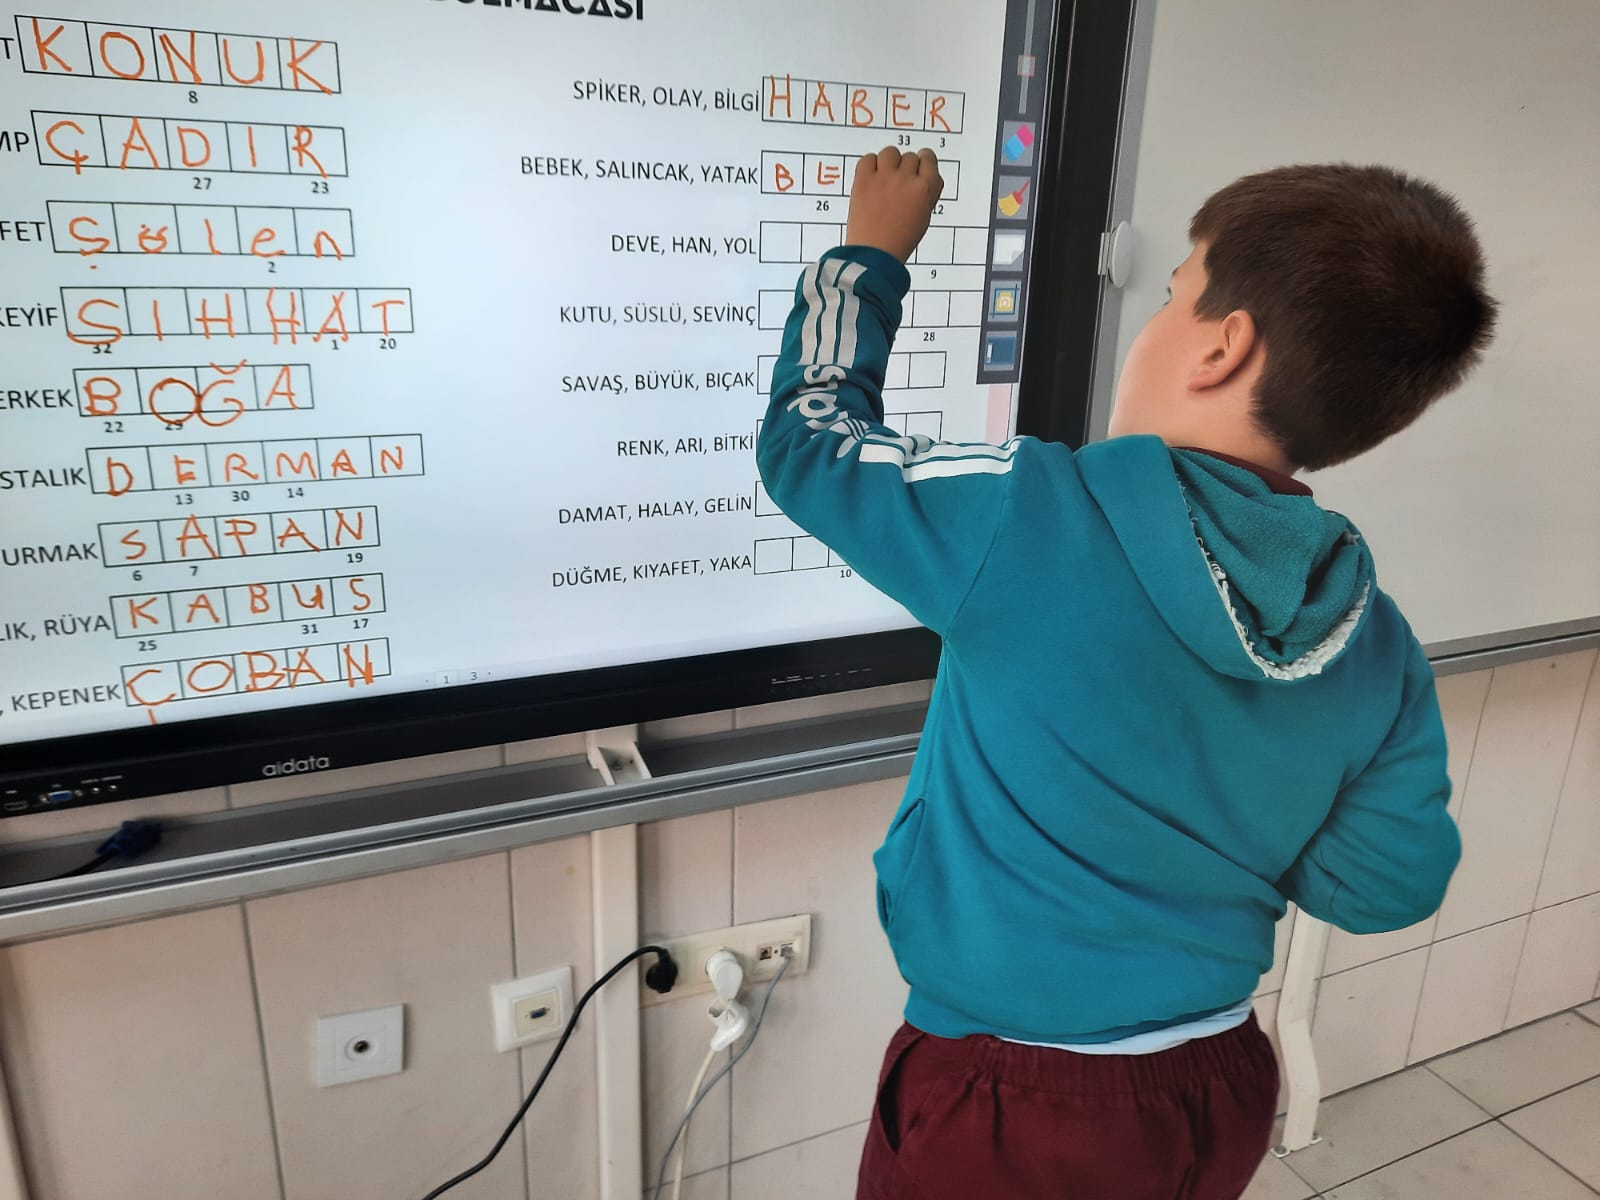 KONUK
8
ÇADIR
27 23
FET Şölen
2
KEYİF SIHHAT
32 1 20
ERKEK BOĞA
22 29
STALIK DERMAN
13 30 14
URMAK SAPAN
6 7 19
LIK, RÜYA KABUS
25 31 17
, KEPENEK ÇOBAN
1 3
SPİKER, OLAY, BİLGİ HABER
33 3
BEBEK, SALINCAK, YATAK BE
26 12
DEVE, HAN, YOL
9
KUTU, SÜSLÜ, SEVİNÇ
28
SAVAŞ, BÜYÜK, BIÇAK
RENK, ARI, BİTKİ
DAMAT, HALAY, GELİN
DÜĞME, KIYAFET, YAKA
10
aidata